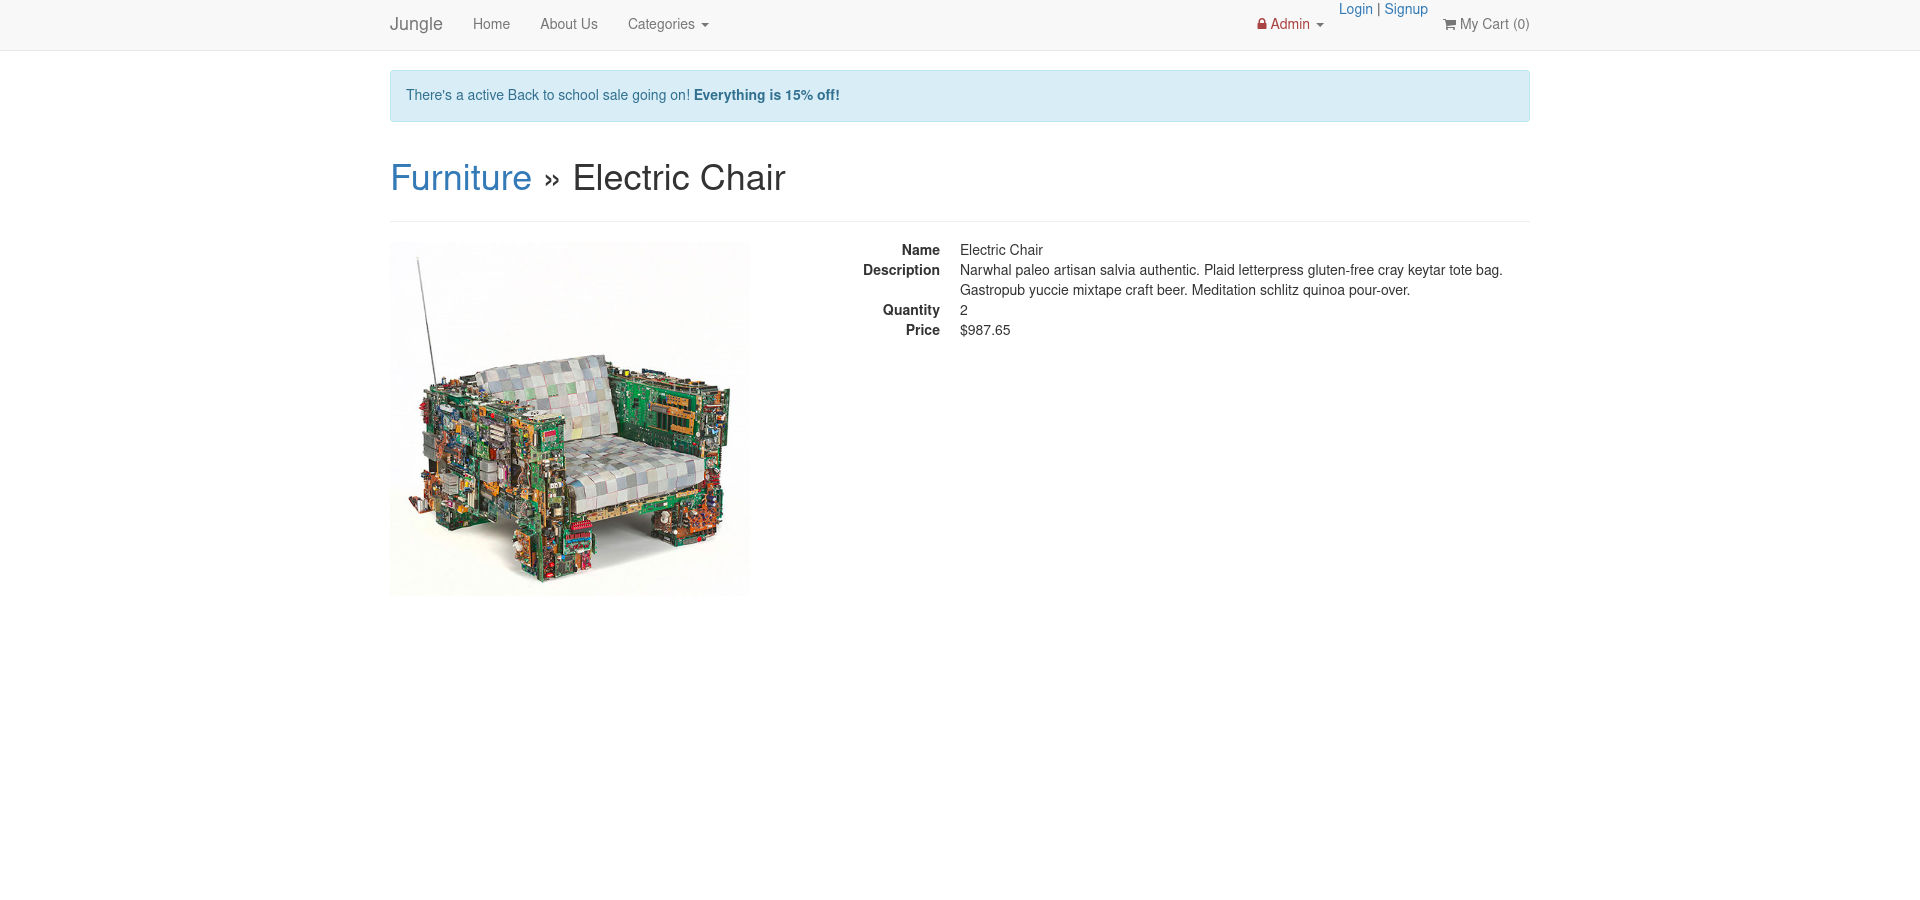 Jungle Home About Us Categories Admin Login | Signup My Cart (0)
There's a active Back to school sale going on! Everything is 15% off!
Furniture » Electric Chair
Name Electric Chair
Description Narwhal paleo artisan salvia authentic. Plaid letterpress gluten-free cray keytar tote bag.
Gastropub yuccie mixtape craft beer. Meditation schlitz quinoa pour-over.
Quantity 2
Price $987.65